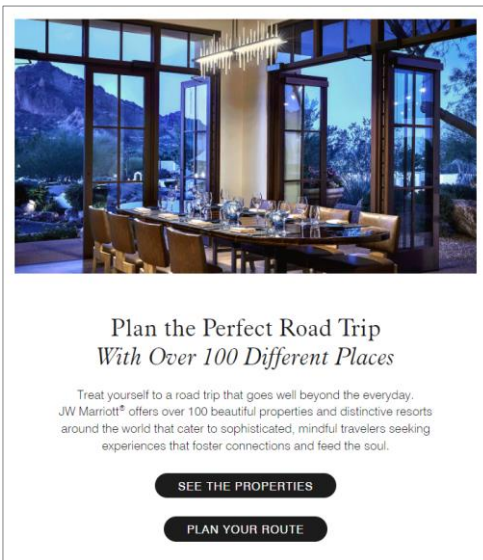 Plan the Perfect Road Trip
With Over 100 Different Places
Treat yourself to a road trip that goes well beyond the everyday.
JW Marriott® offers over 100 beautiful properties and distinctive resorts
around the world that cater to sophisticated, mindful travelers seeking
experiences that foster connections and feed the soul.
SEE THE PROPERTIES
PLAN YOUR ROUTE